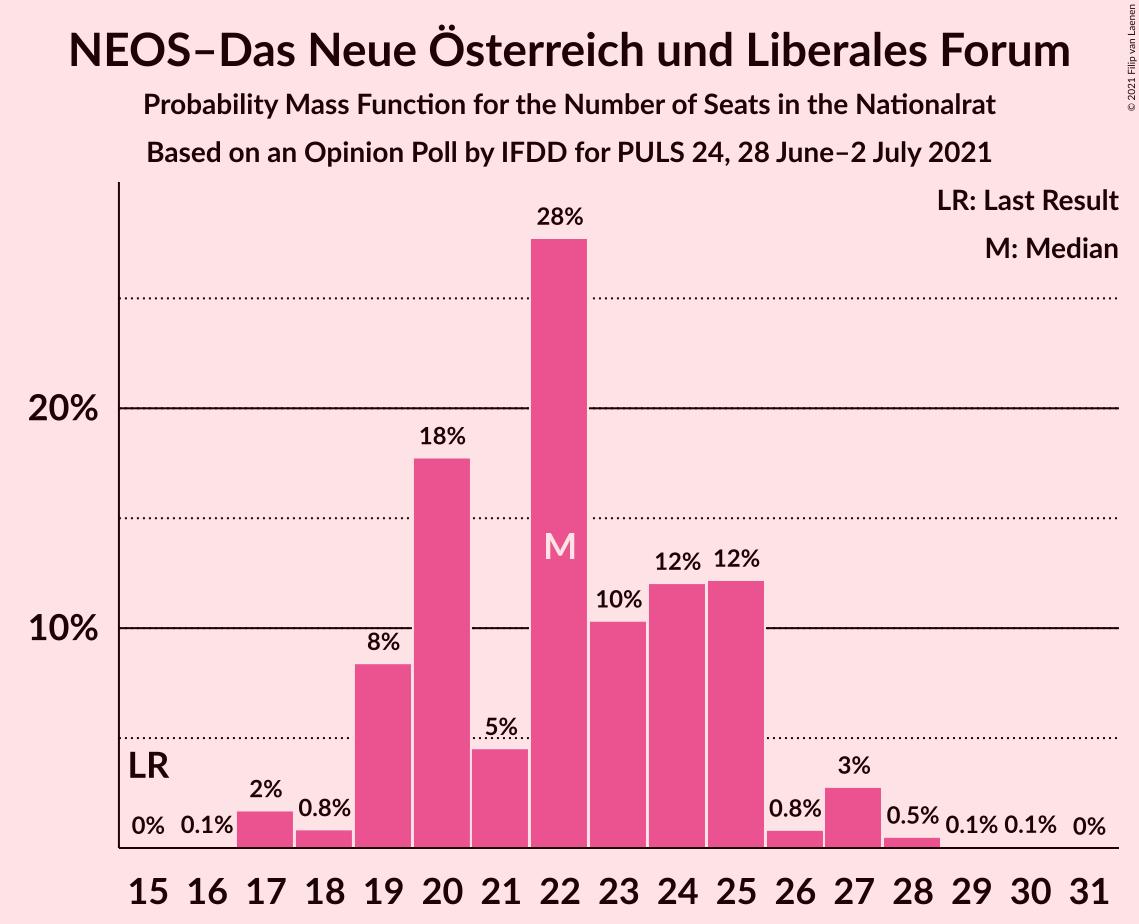 NEOS–Das Neue Österreich und Liberales Forum
Probability Mass Function for the Number of Seats in the Nationalrat
Based on an Opinion Poll by IFDD for PULS 24, 28 June–2 July 2021
© 2021 Filip van Laenen
LR: Last Result
M: Median
20%
10%
LR
M
0% 0.1% 2% 0.8% 8% 18% 5% 28% 10% 12% 12% 0.8% 3% 0.5% 0.1% 0.1% 0%
15 16 17 18 19 20 21 22 23 24 25 26 27 28 29 30 31